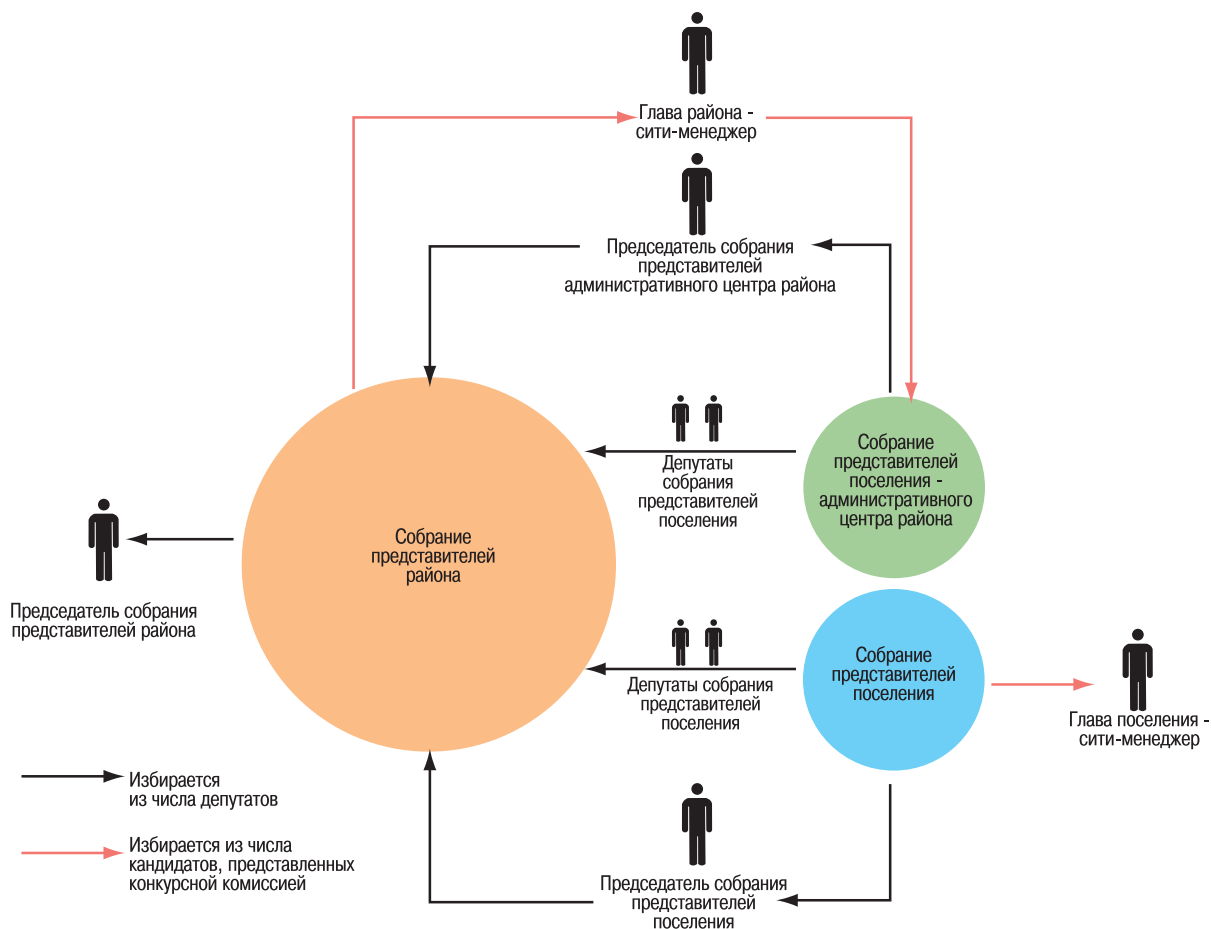 Глава района -
сити-менеджер
Председатель собрания
представителей
административного центра района
Депутаты
собрания
представителей
поселения
Собрание
представителей
поселения -
административного
центра района
Собрание
представителей
района
Председатель собрания
представителей района
Депутаты собрания
представителей
поселения
Собрание
представителей
поселения
Глава поселения -
сити-менеджер
Избирается
из числа депутатов
Избирается из числа
кандидатов, представленных
конкурсной комиссией
Председатель собрания
представителей
поселения